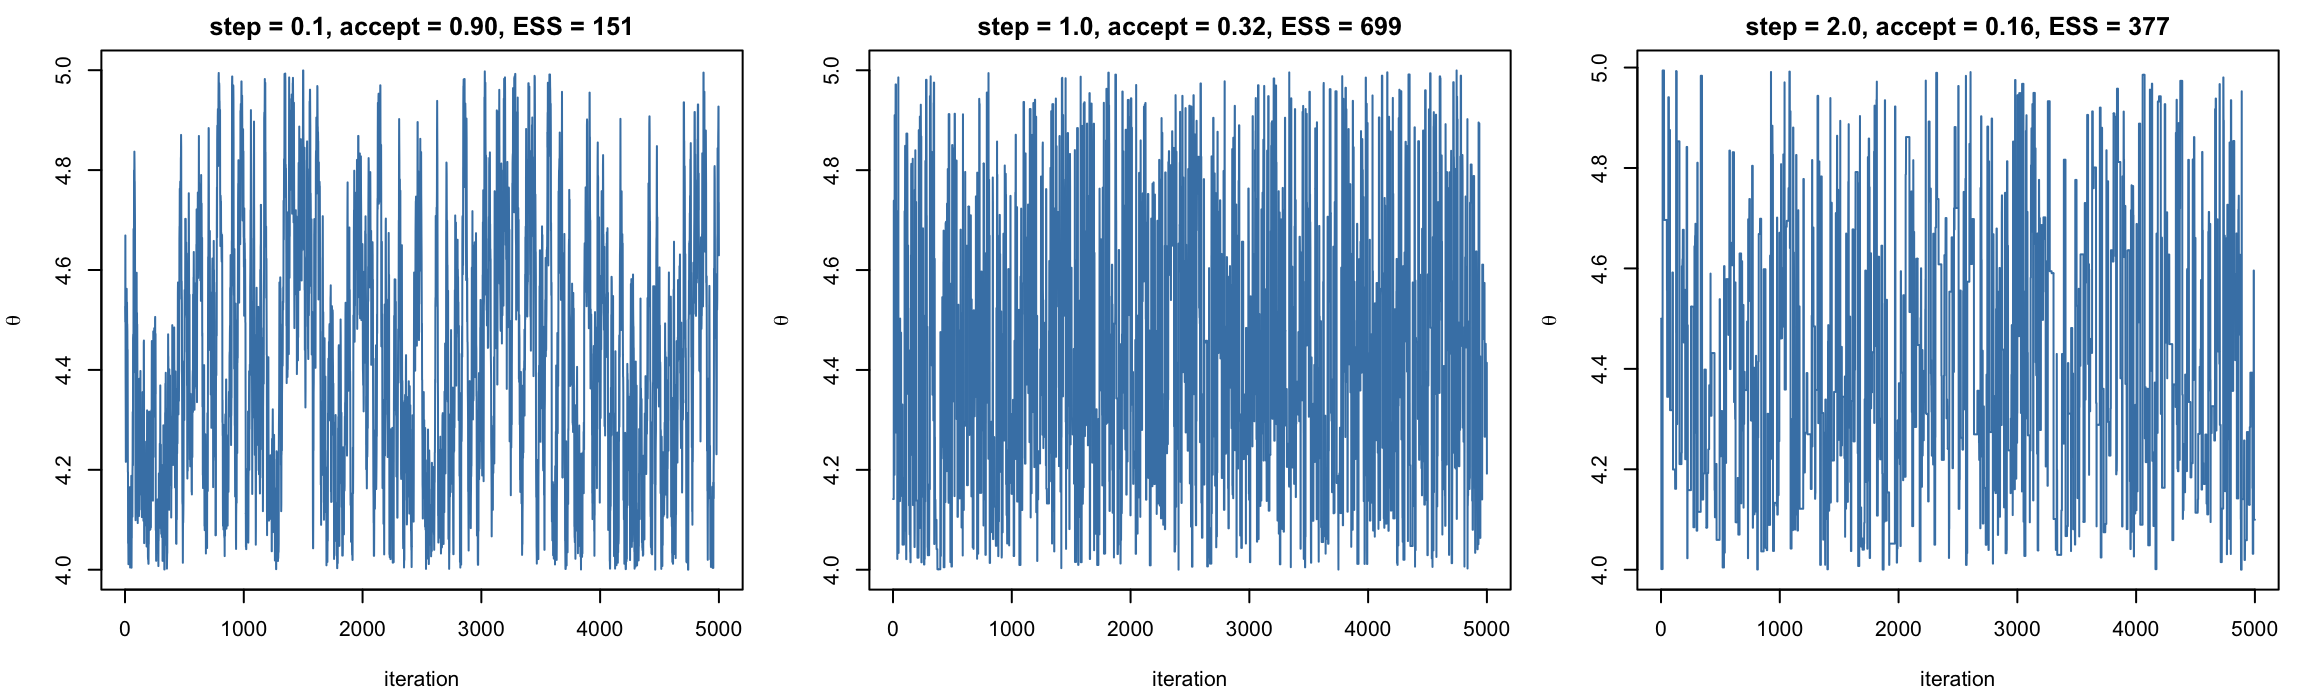 step = 0.1, accept = 0.90, ESS = 151
θ
5.0
4.8
4.6
4.4
4.2
4.0
0 1000 2000 3000 4000 5000
iteration
step = 1.0, accept = 0.32, ESS = 699
θ
5.0
4.8
4.6
4.4
4.2
4.0
0 1000 2000 3000 4000 5000
iteration
step = 2.0, accept = 0.16, ESS = 377
θ
5.0
4.8
4.6
4.4
4.2
4.0
0 1000 2000 3000 4000 5000
iteration